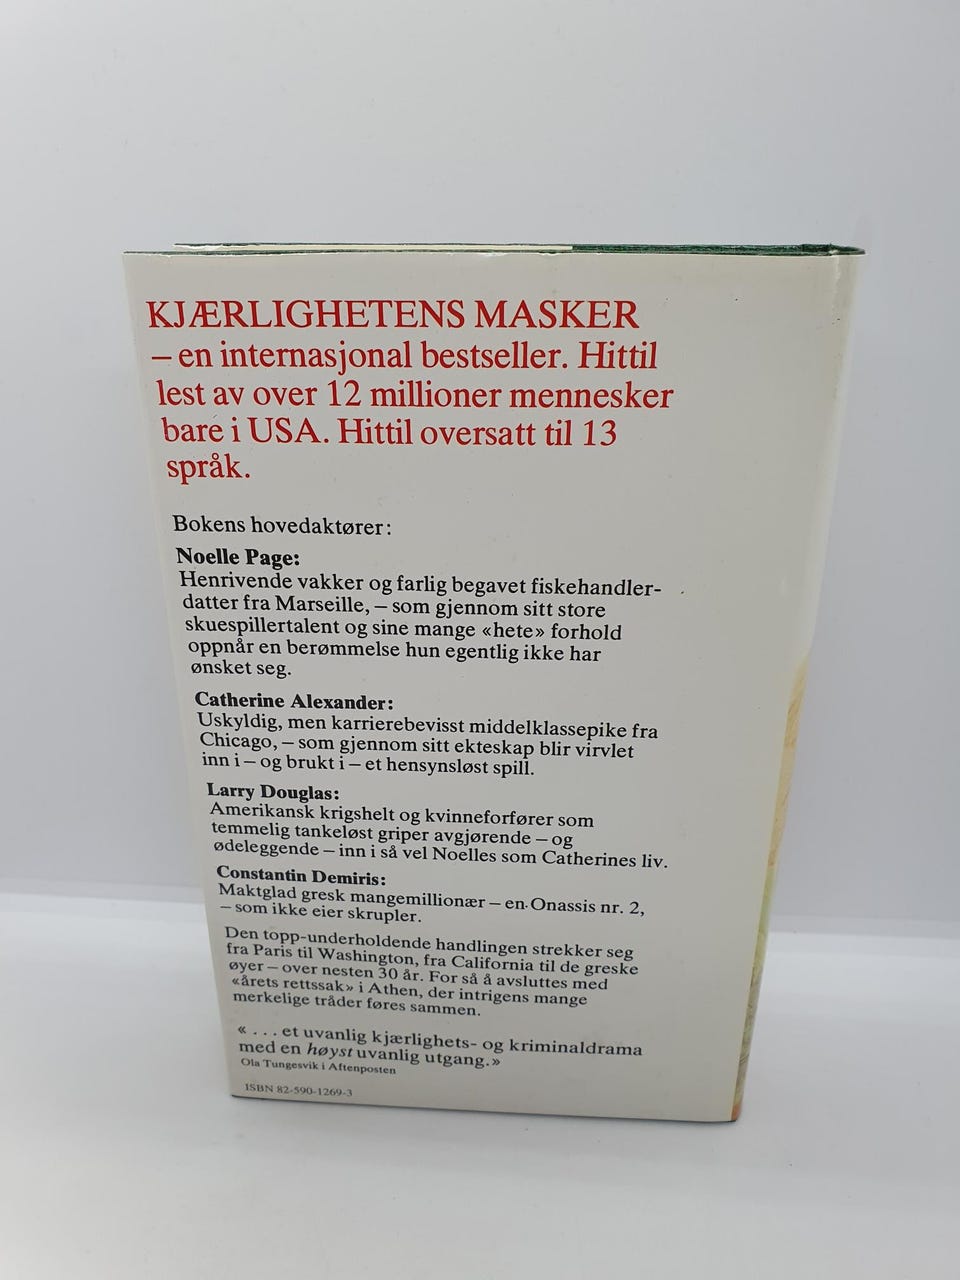 KJÆRLIGHETENS MASKER
– en internasjonal bestseller. Hittil
lest av over 12 millioner mennesker
bare i USA. Hittil oversatt til 13
språk.
Bokens hovedaktører:
Noelle Page:
Henrivende vakker og farlig begavet fiskehandler-
datter fra Marseille, – som gjennom sitt store
skuespillertalent og sine mange «hete» forhold
oppnår en berømmelse hun egentlig ikke har
ønsket seg.
Catherine Alexander:
Uskyldig, men karrierebevisst middelklassepike fra
Chicago, – som gjennom sitt ekteskap blir virvlet
inn i – og brukt i – et hensynsløst spill.
Larry Douglas:
Amerikansk krigshelt og kvinneforfører som
temmelig tankeløst griper avgjørende – og
ødeleggende – inn i så vel Noelles som Catherines liv.
Constantin Demiris:
Maktglad gresk mangemillionær – en Onassis nr. 2,
– som ikke eier skrupler.
Den topp-underholdende handlingen strekker seg
fra Paris til Washington, fra California til de greske
øyer – over nesten 30 år. For så å avsluttes med
«årets rettssak» i Athen, der intrigens mange
merkelige tråder føres sammen.
« . . . et uvanlig kjærlighets- og kriminaldrama
med en høyst uvanlig utgang.»
Ola Tungesvik i Aftenposten
ISBN 82-590-1269-3